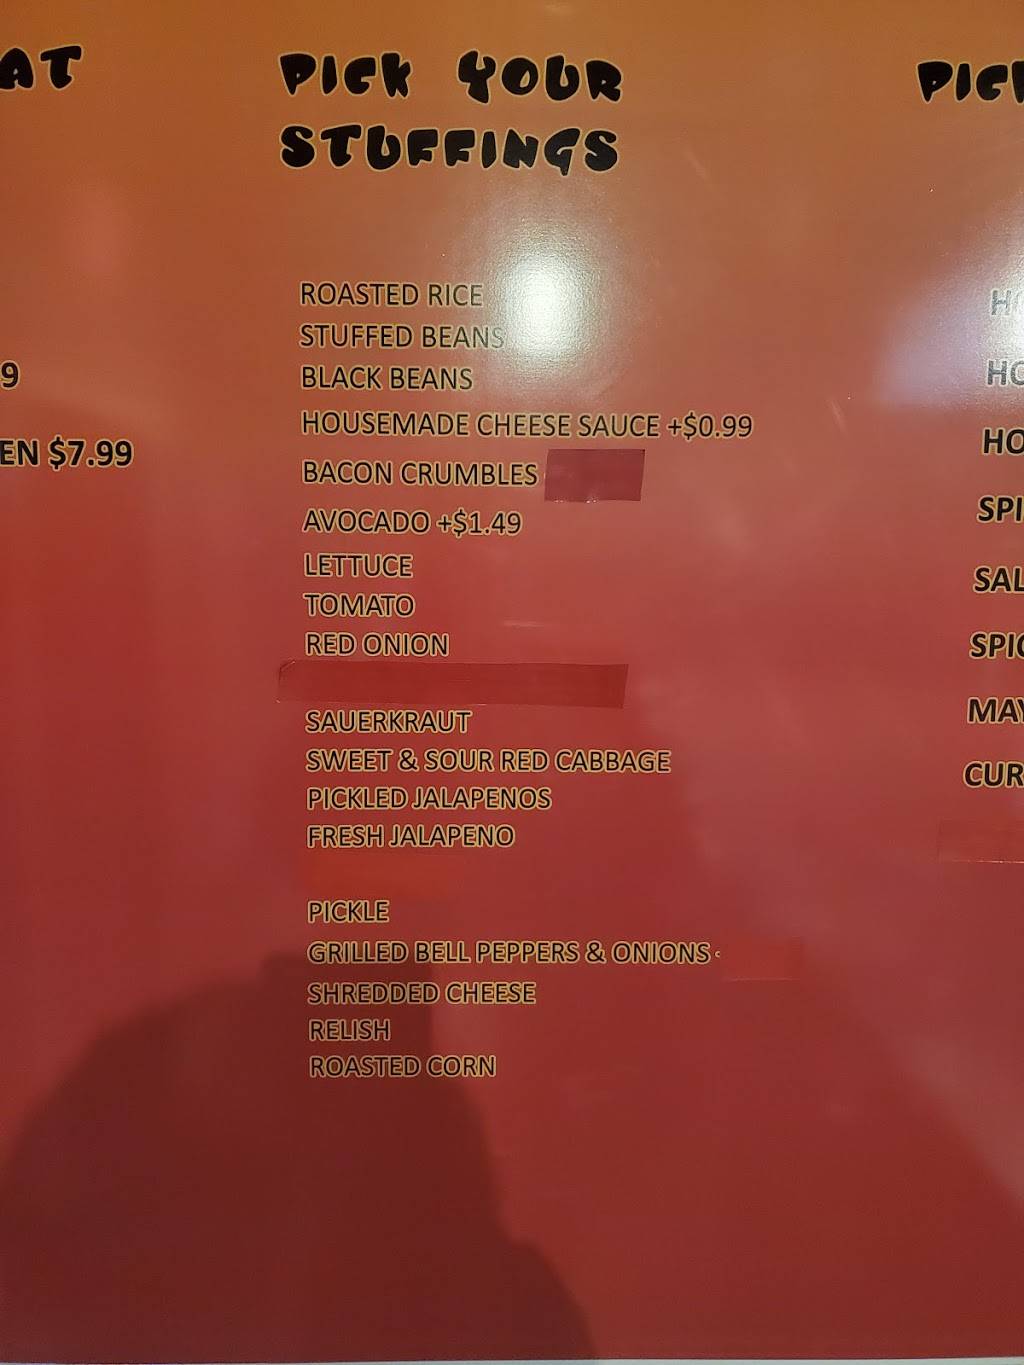 PICK YOUR
STUFFINGS
9
$7.99
ROASTED RICE
STUFFED BEANS
BLACK BEANS
HOUSEMADE CHEESE SAUCE +$0.99
BACON CRUMBLES
AVOCADO +$1.49
LETTUCE
TOMATO
RED ONION
SAUERKRAUT
SWEET & SOUR RED CABBAGE
PICKLED JALAPENOS
FRESH JALAPENO
PICKLE
GRILLED BELL PEPPERS & ONIONS
SHREDDED CHEESE
RELISH
ROASTED CORN